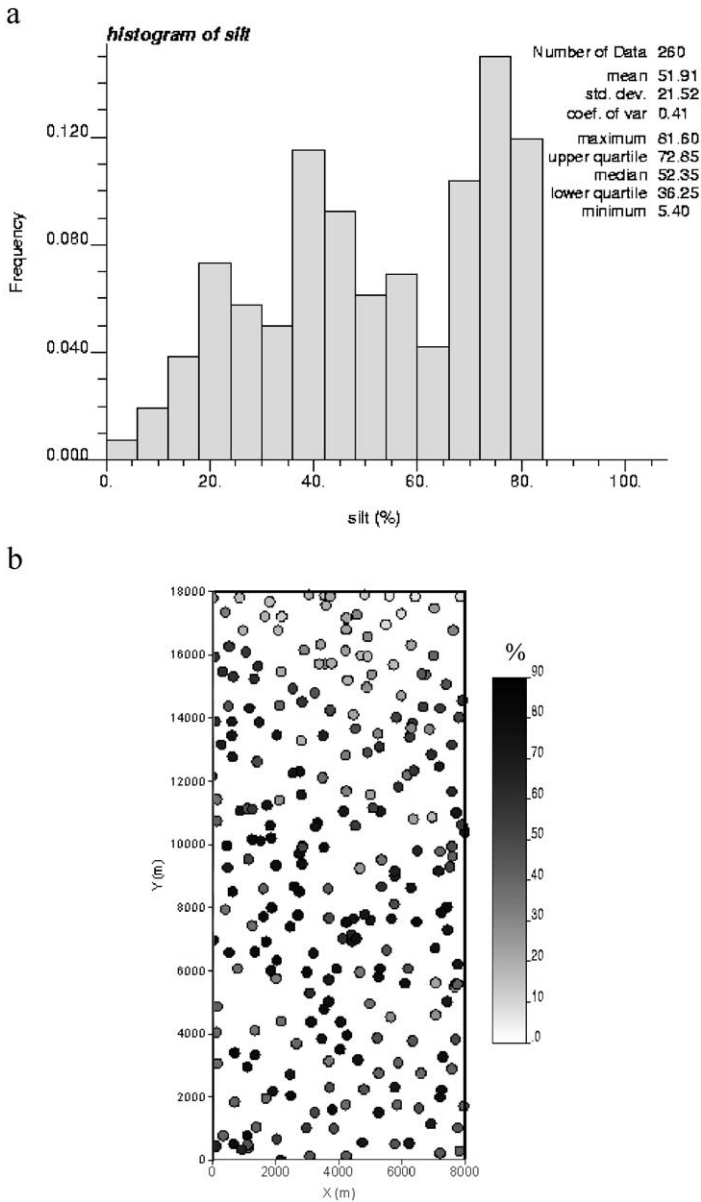 a
histogram of silt
Number of Data 260
mean 51.91
std. dev. 21.52
coef. of var 0.41
maximum 81.60
upper quartile 72.85
median 52.35
lower quartile 36.25
minimum 5.40
Frequency
0.120
0.080
0.040
0.000
0. 20. 40. 60. 80. 100.
silt (%)
b
18000
16000
14000
12000
10000
8000
6000
4000
2000
0
Y (m)
0 2000 4000 6000 8000
X (m)
%
90
80
70
60
50
40
30
20
10
.0